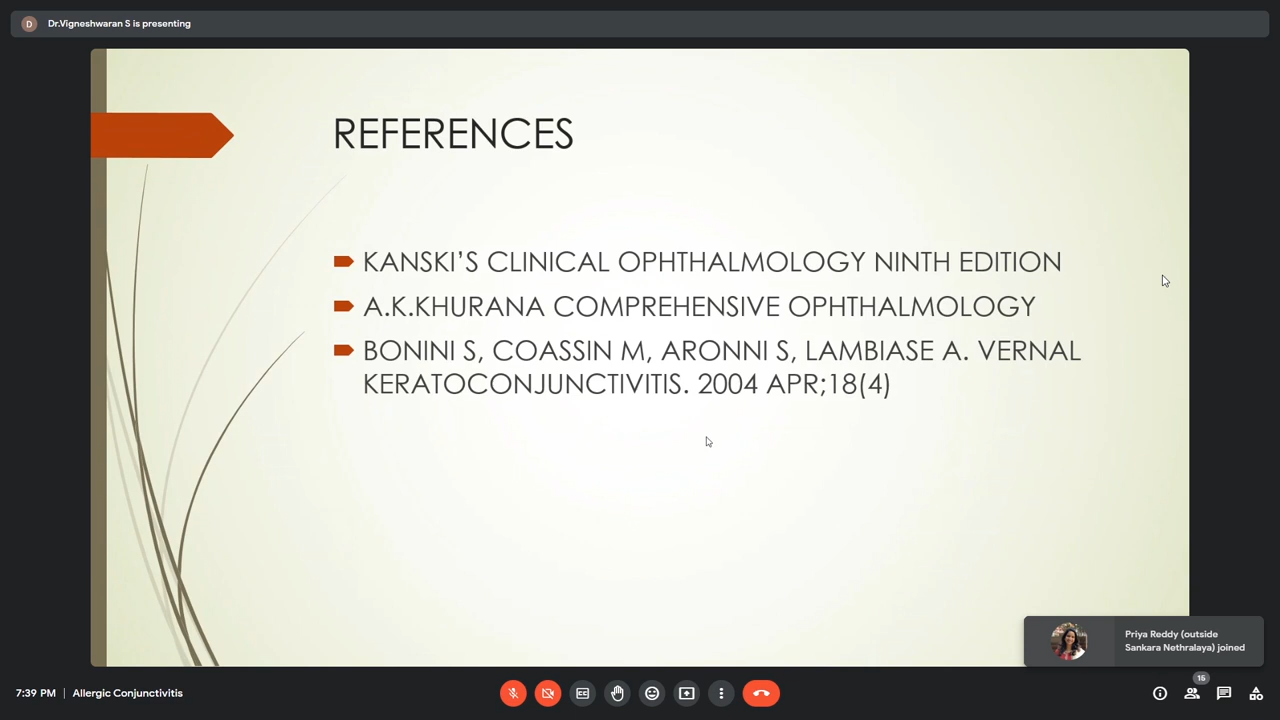 D
Dr.Vigneshwaran S is presenting
REFERENCES
KANSKI’S CLINICAL OPHTHALMOLOGY NINTH EDITION
A.K.KHURANA COMPREHENSIVE OPHTHALMOLOGY
BONINI S, COASSIN M, ARONNI S, LAMBIASE A. VERNAL
KERATOCONJUNCTIVITIS. 2004 APR;18(4)
Priya Reddy (outside
Sankara Nethralaya) joined
7:39 PM | Allergic Conjunctivitis
16